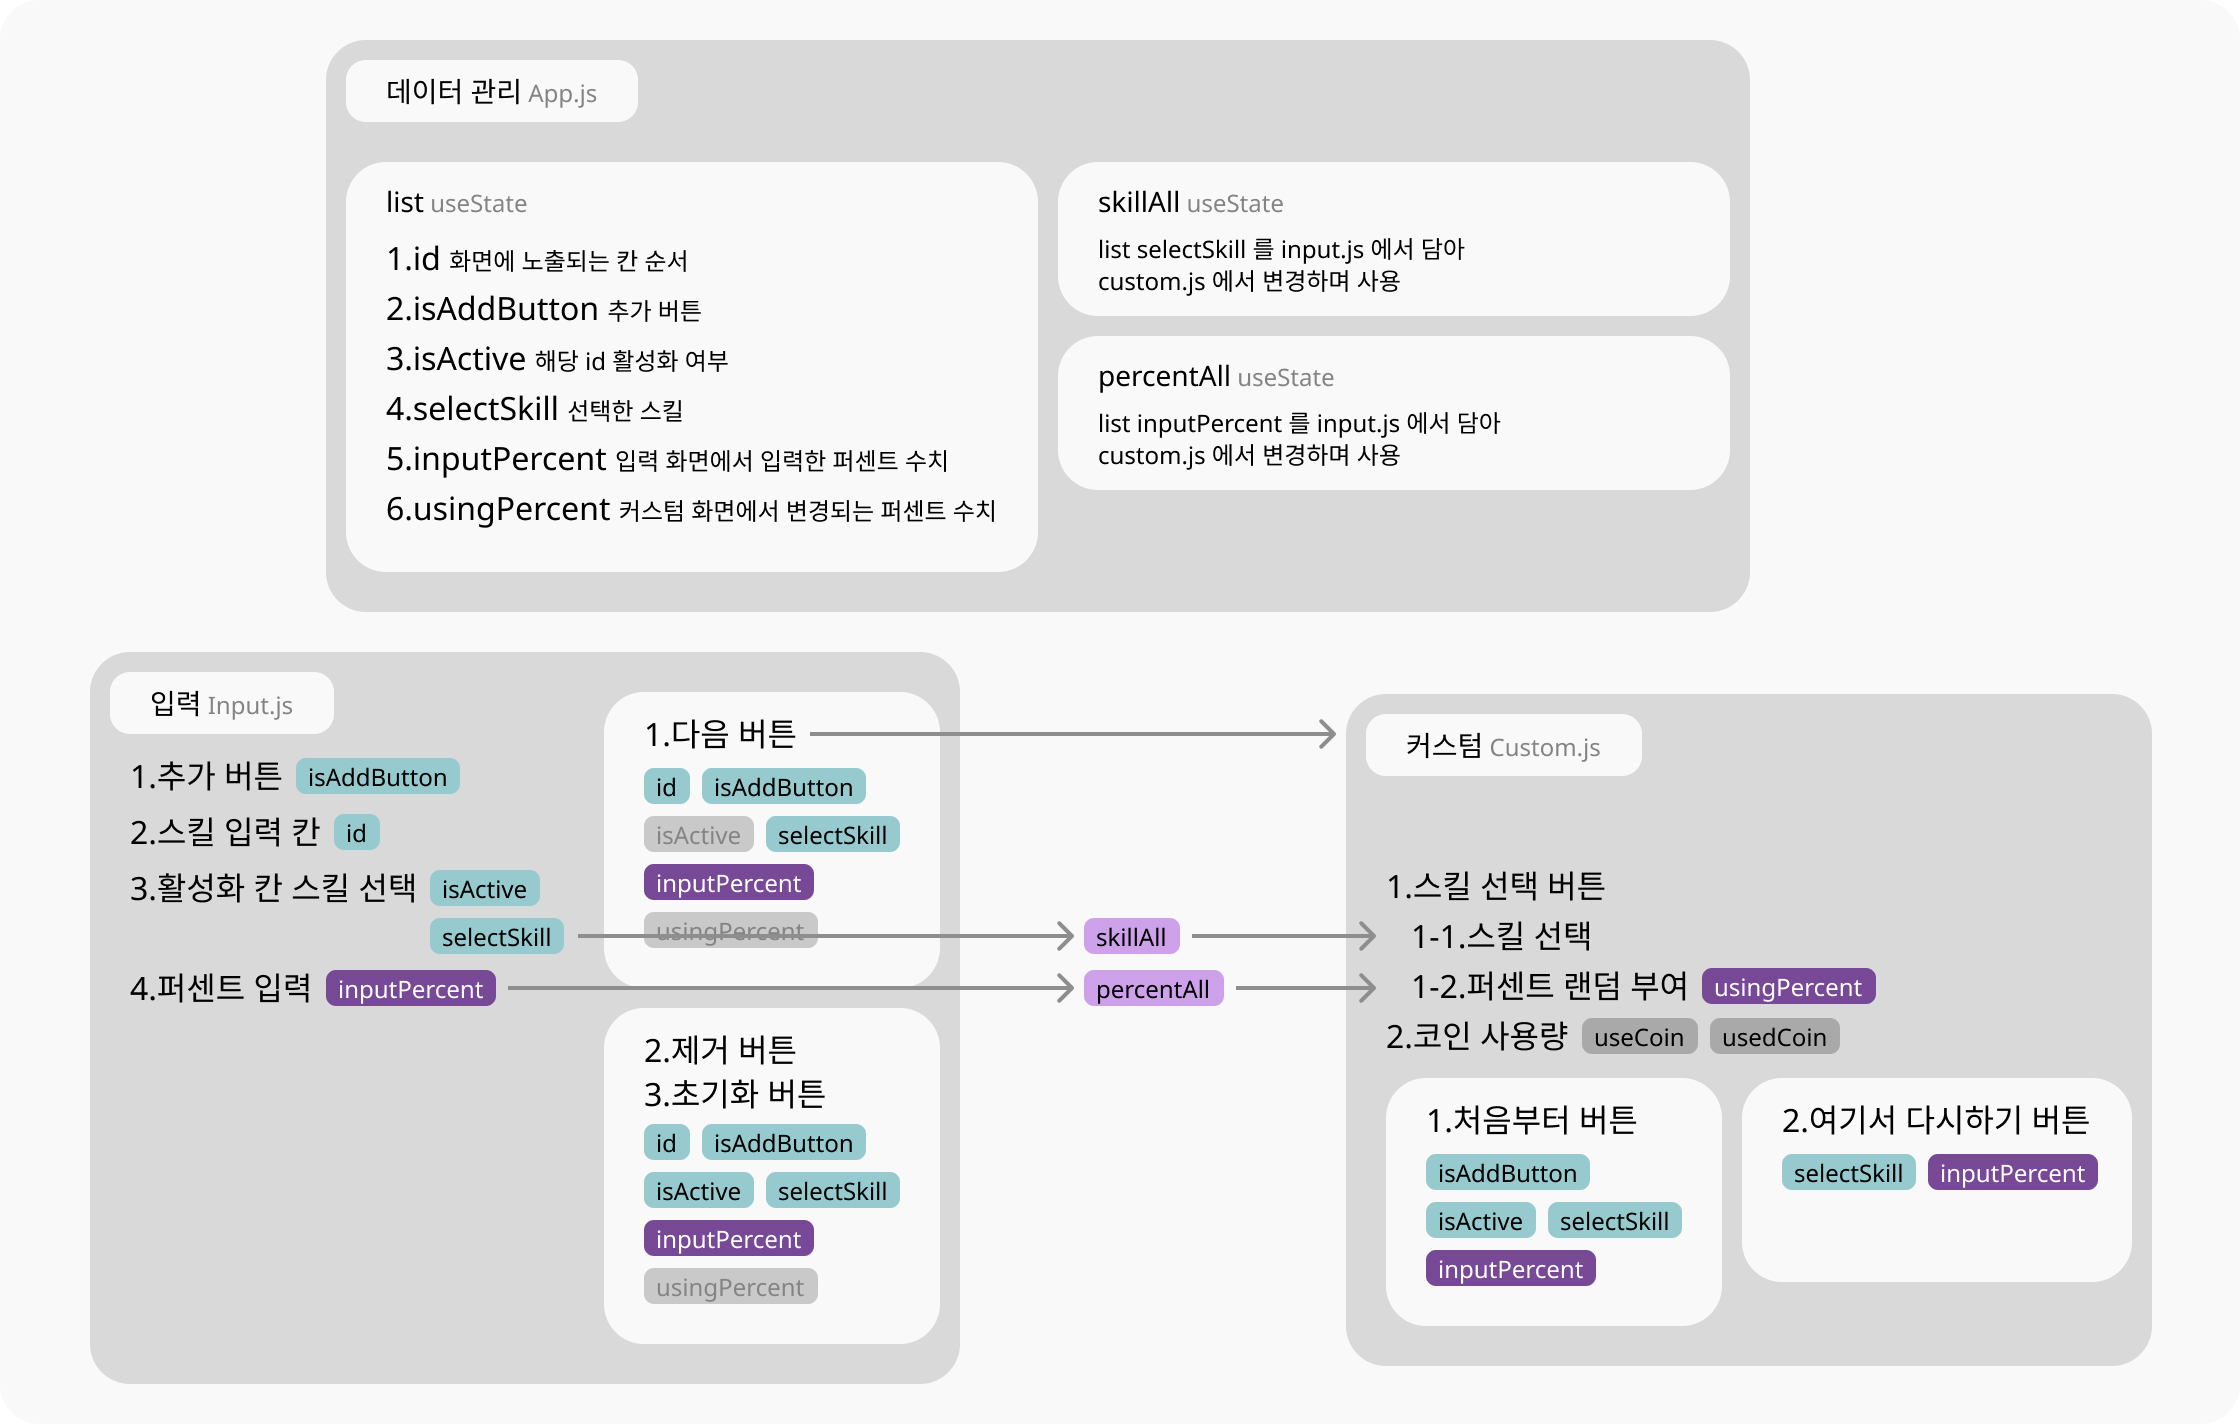 데이터 관리 App.js
list useState
1.id 화면에 노출되는 칸 순서
2.isAddButton 추가 버튼
3.isActive 해당 id 활성화 여부
4.selectSkill 선택한 스킬
5.inputPercent 입력 화면에서 입력한 퍼센트 수치
6.usingPercent 커스텀 화면에서 변경되는 퍼센트 수치
skillAll useState
list selectSkill 를 input.js 에서 담아
custom.js 에서 변경하며 사용
percentAll useState
list inputPercent 를 input.js 에서 담아
custom.js 에서 변경하며 사용
입력 Input.js
1.추가 버튼 isAddButton
2.스킬 입력 칸 id
3.활성화 칸 스킬 선택 isActive
selectSkill
4.퍼센트 입력 inputPercent
1.다음 버튼
id isAddButton
isActive selectSkill
inputPercent
usingPercent
2.제거 버튼
3.초기화 버튼
id isAddButton
isActive selectSkill
inputPercent
usingPercent
skillAll
percentAll
커스텀 Custom.js
1.스킬 선택 버튼
1-1.스킬 선택
1-2.퍼센트 랜덤 부여 usingPercent
2.코인 사용량 useCoin usedCoin
1.처음부터 버튼
isAddButton
isActive selectSkill
inputPercent
2.여기서 다시하기 버튼
selectSkill inputPercent